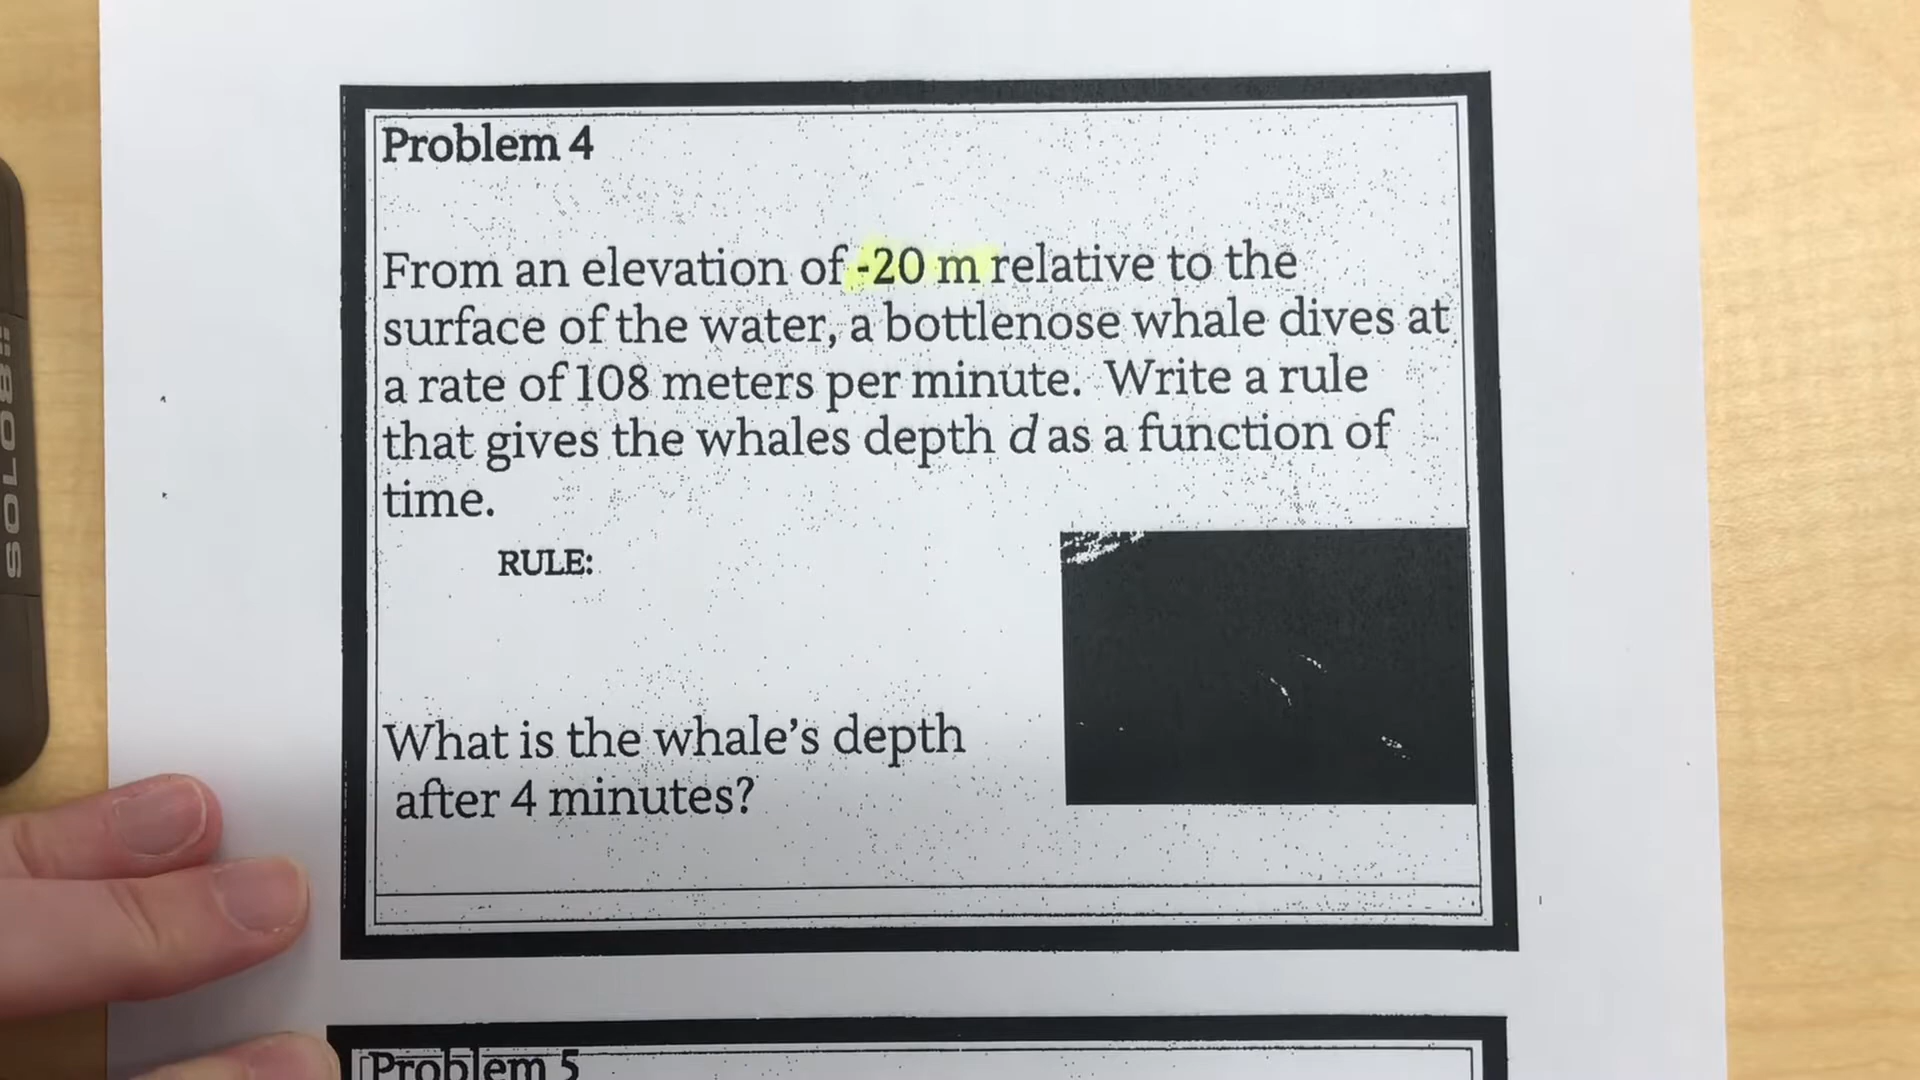 Problem 4
From an elevation of -20 m relative to the
surface of the water, a bottlenose whale dives at
a rate of 108 meters per minute. Write a rule
that gives the whales depth d as a function of
time.
RULE:
What is the whale's depth
after 4 minutes?
Problem 5
SOLO8!!!